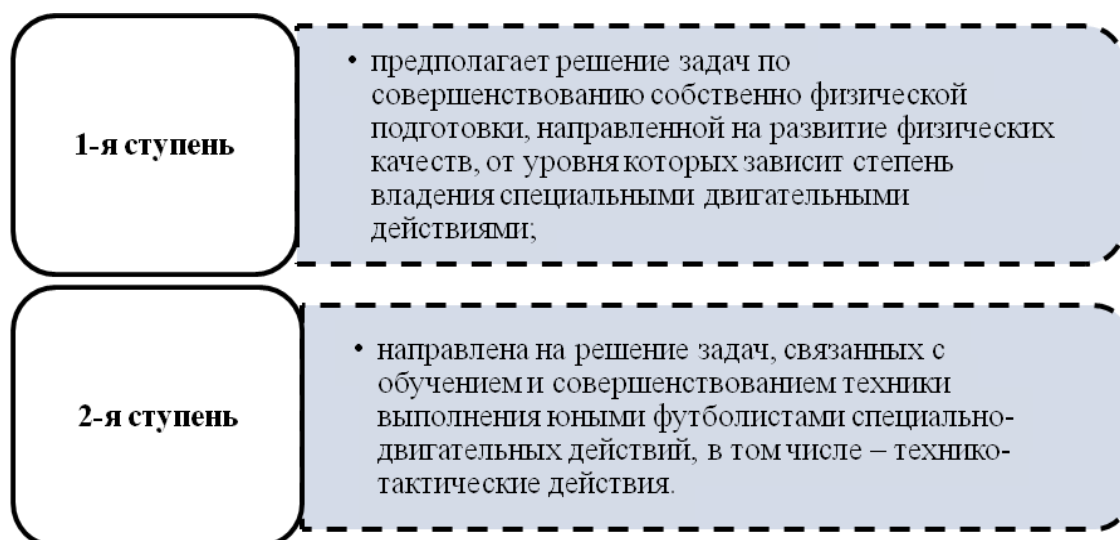 1-я ступень
• предполагает решение задач по
совершенствованию собственно физической
подготовки, направленной на развитие физических
качеств, от уровня которых зависит степень
владения специальными двигательными
действиями;
2-я ступень
• направлена на решение задач, связанных с
обучением и совершенствованием техники
выполнения юными футболистами специально-
двигательных действий, в том числе – технико-
тактические действия.